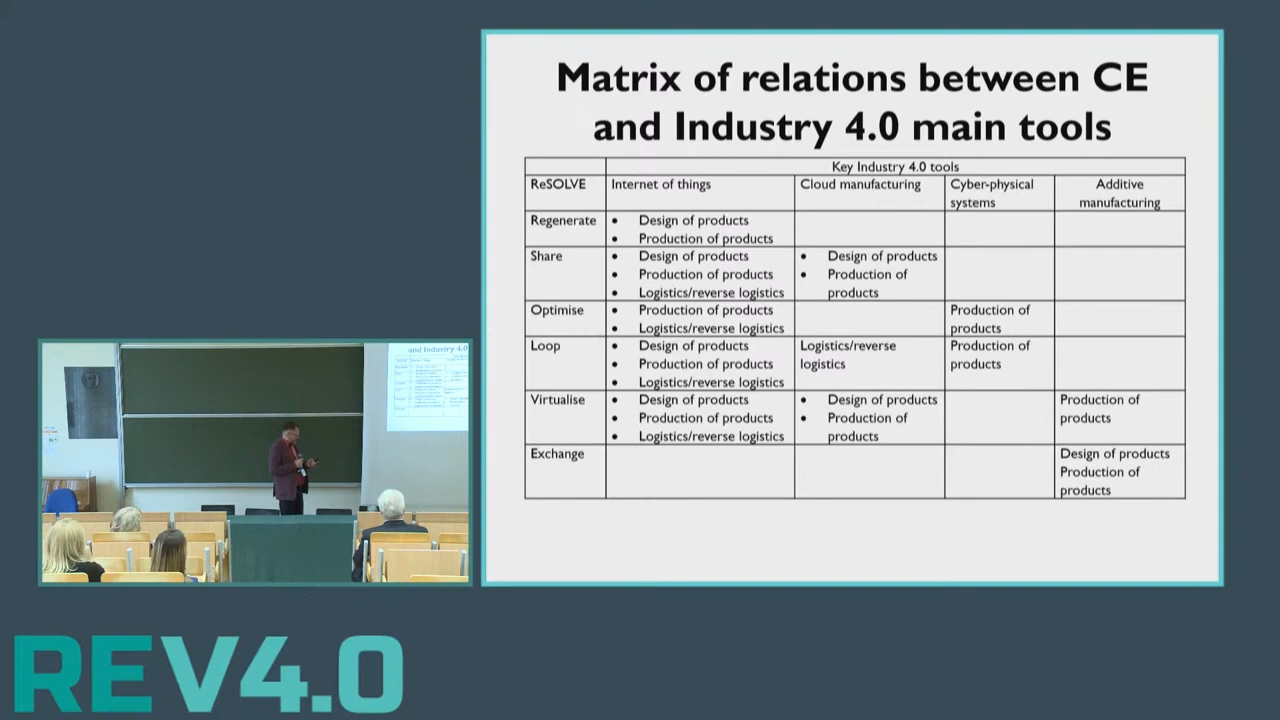 Matrix of relations between CE
and Industry 4.0 main tools
Key Industry 4.0 tools
ReSOLVE
Internet of things
Cloud manufacturing
Cyber-physical
systems
Additive
manufacturing
Regenerate
• Design of products
• Production of products
Share
• Design of products
• Production of products
• Logistics/reverse logistics
• Design of products
• Production of
products
Optimise
• Production of products
• Logistics/reverse logistics
Production of
products
Loop
• Design of products
• Production of products
• Logistics/reverse logistics
Logistics/reverse
logistics
Production of
products
Virtualise
• Design of products
• Production of products
• Logistics/reverse logistics
• Design of products
• Production of
products
Production of
products
Exchange
Design of products
Production of
products
and Industry 4.0
REV4.0